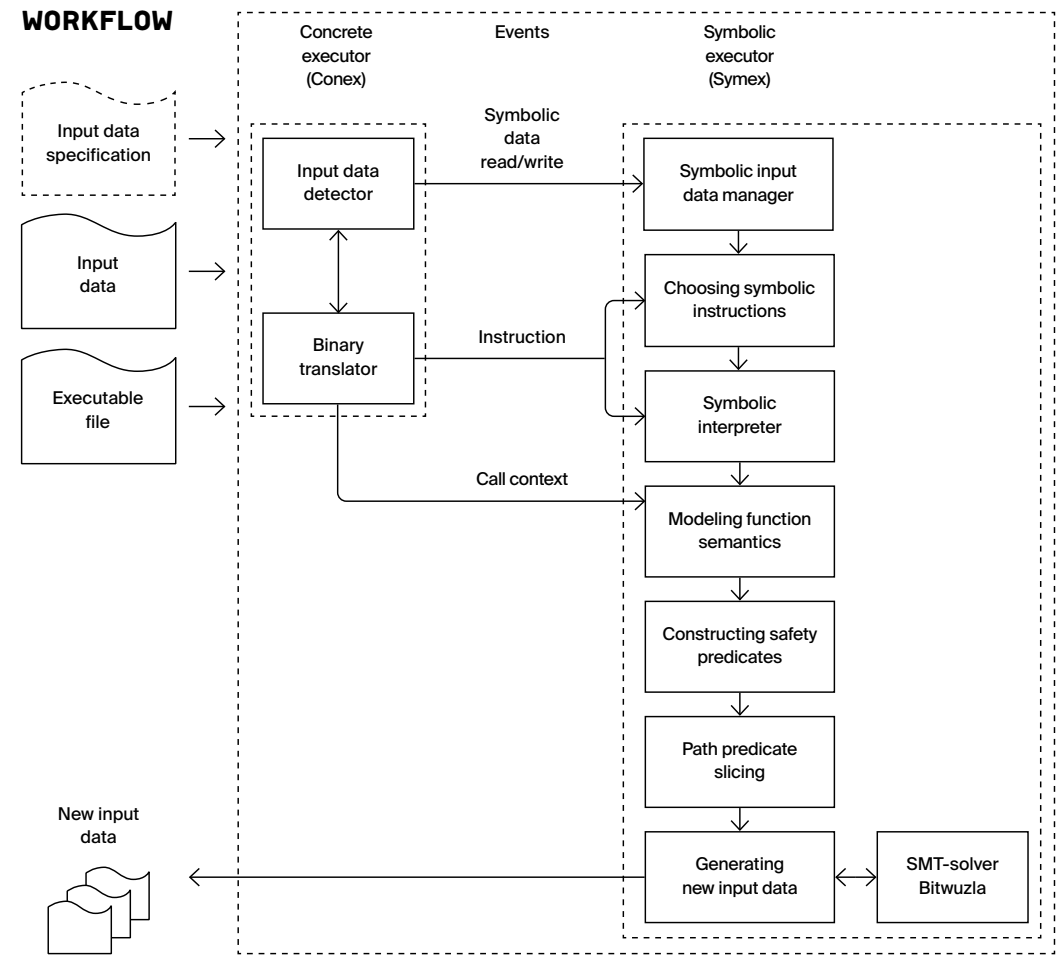 WORKFLOW
Concrete
executor
(Conex)
Events
Symbolic
executor
(Symex)
Input data
specification
Input
data
Executable
file
Input data
detector
Symbolic
data
read/write
Symbolic input
data manager
Choosing symbolic
instructions
Binary
translator
Instruction
Symbolic
interpreter
Call context
Modeling function
semantics
Constructing safety
predicates
Path predicate
slicing
New input
data
Generating
new input data
SMT-solver
Bitwuzla